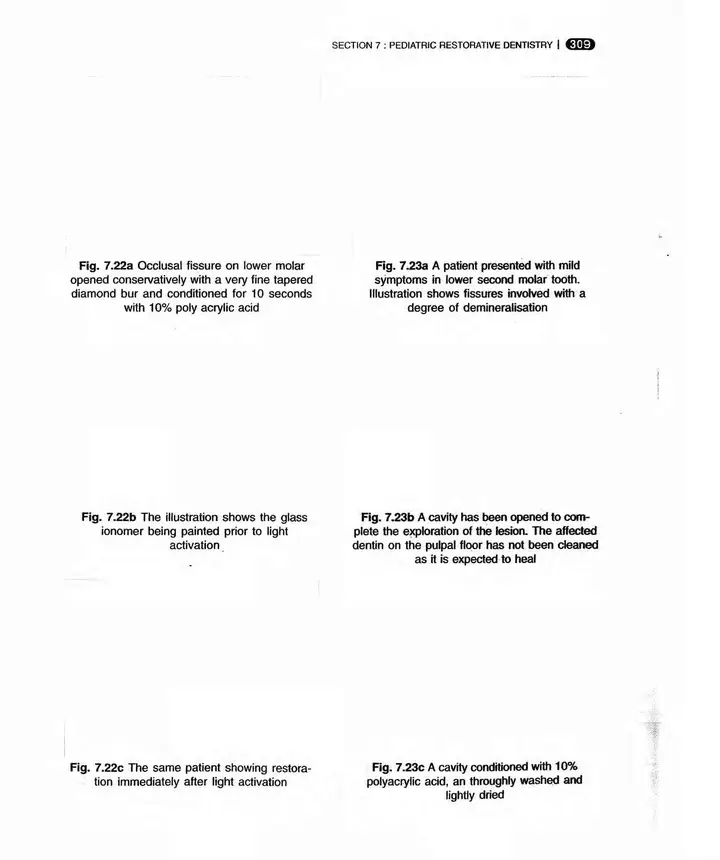 SECTION 7 : PEDIATRIC RESTORATIVE DENTISTRY | 309
Fig. 7.22a Occlusal fissure on lower molar
opened conservatively with a very fine tapered
diamond bur and conditioned for 10 seconds
with 10% poly acrylic acid
Fig. 7.23a A patient presented with mild
symptoms in lower second molar tooth.
Illustration shows fissures involved with a
degree of demineralisation
Fig. 7.22b The illustration shows the glass
ionomer being painted prior to light
activation
Fig. 7.23b A cavity has been opened to com-
plete the exploration of the lesion. The affected
dentin on the pulpal floor has not been cleaned
as it is expected to heal
Fig. 7.22c The same patient showing restora-
tion immediately after light activation
Fig. 7.23c A cavity conditioned with 10%
polyacrylic acid, an throughly washed and
lightly dried